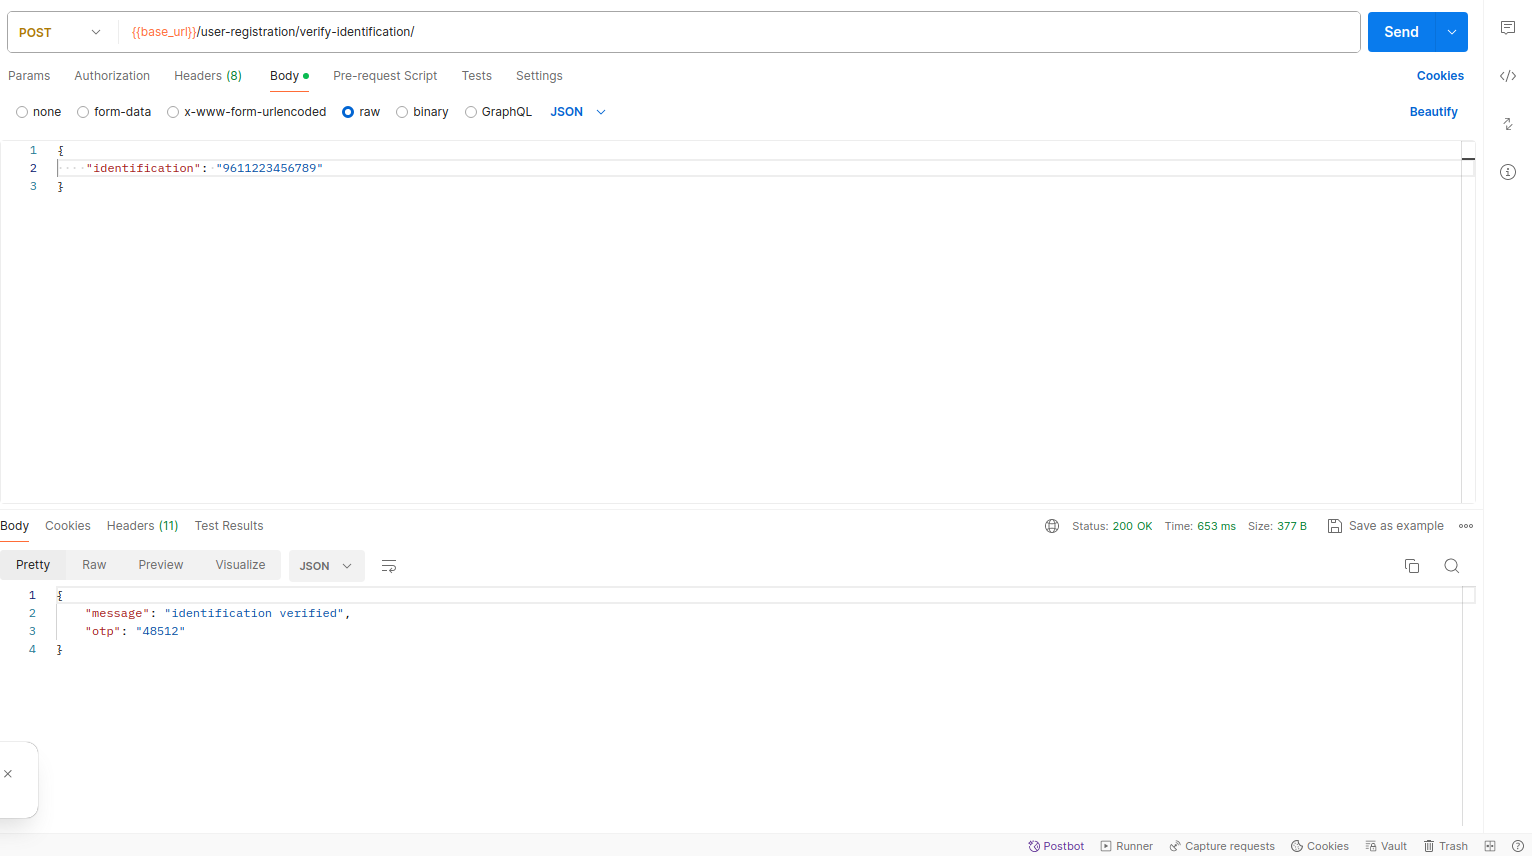 POST {{base_url}}/user-registration/verify-identification/ Send
Params Authorization Headers (8) Body Pre-request Script Tests Settings Cookies
none form-data x-www-form-urlencoded raw binary GraphQL JSON Beautify
1 {
2 "identification": "9611223456789"
3 }
Body Cookies Headers (11) Test Results Status: 200 OK Time: 653 ms Size: 377 B Save as example
Pretty Raw Preview Visualize JSON
1 {
2 "message": "identification verified",
3 "otp": "48512"
4 }
Postbot Runner Capture requests Cookies Vault Trash